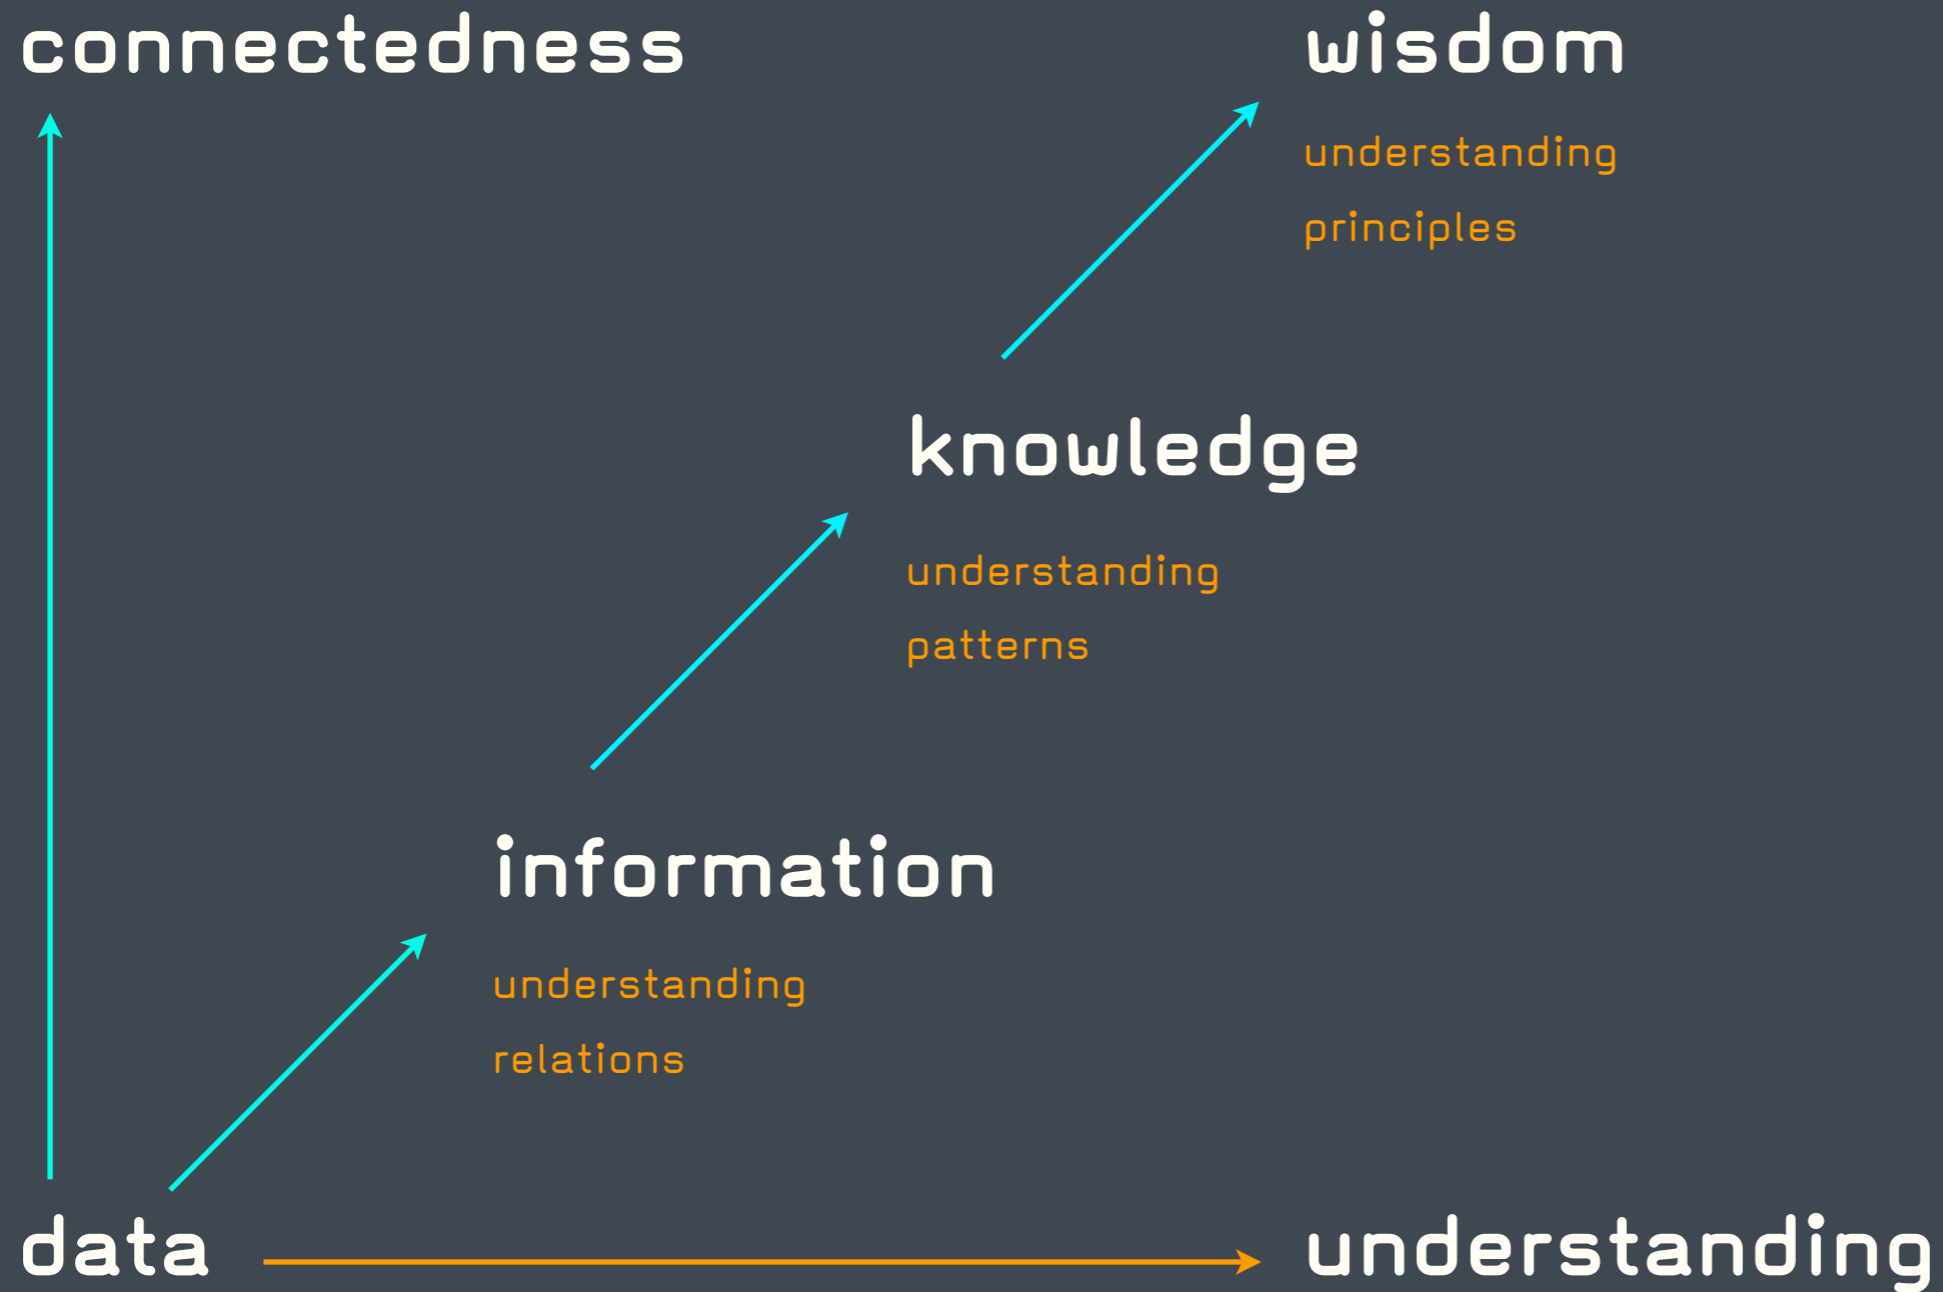 connectedness
wisdom
understanding
principles
knowledge
understanding
patterns
information
understanding
relations
data
understanding